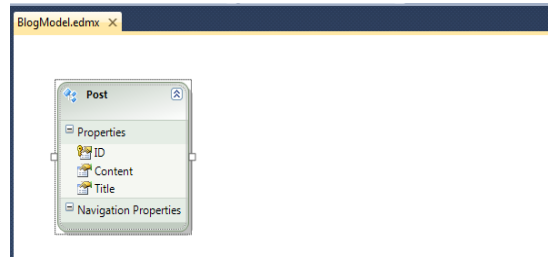 BlogModel.edmx
Post
Properties
ID
Content
Title
Navigation Properties